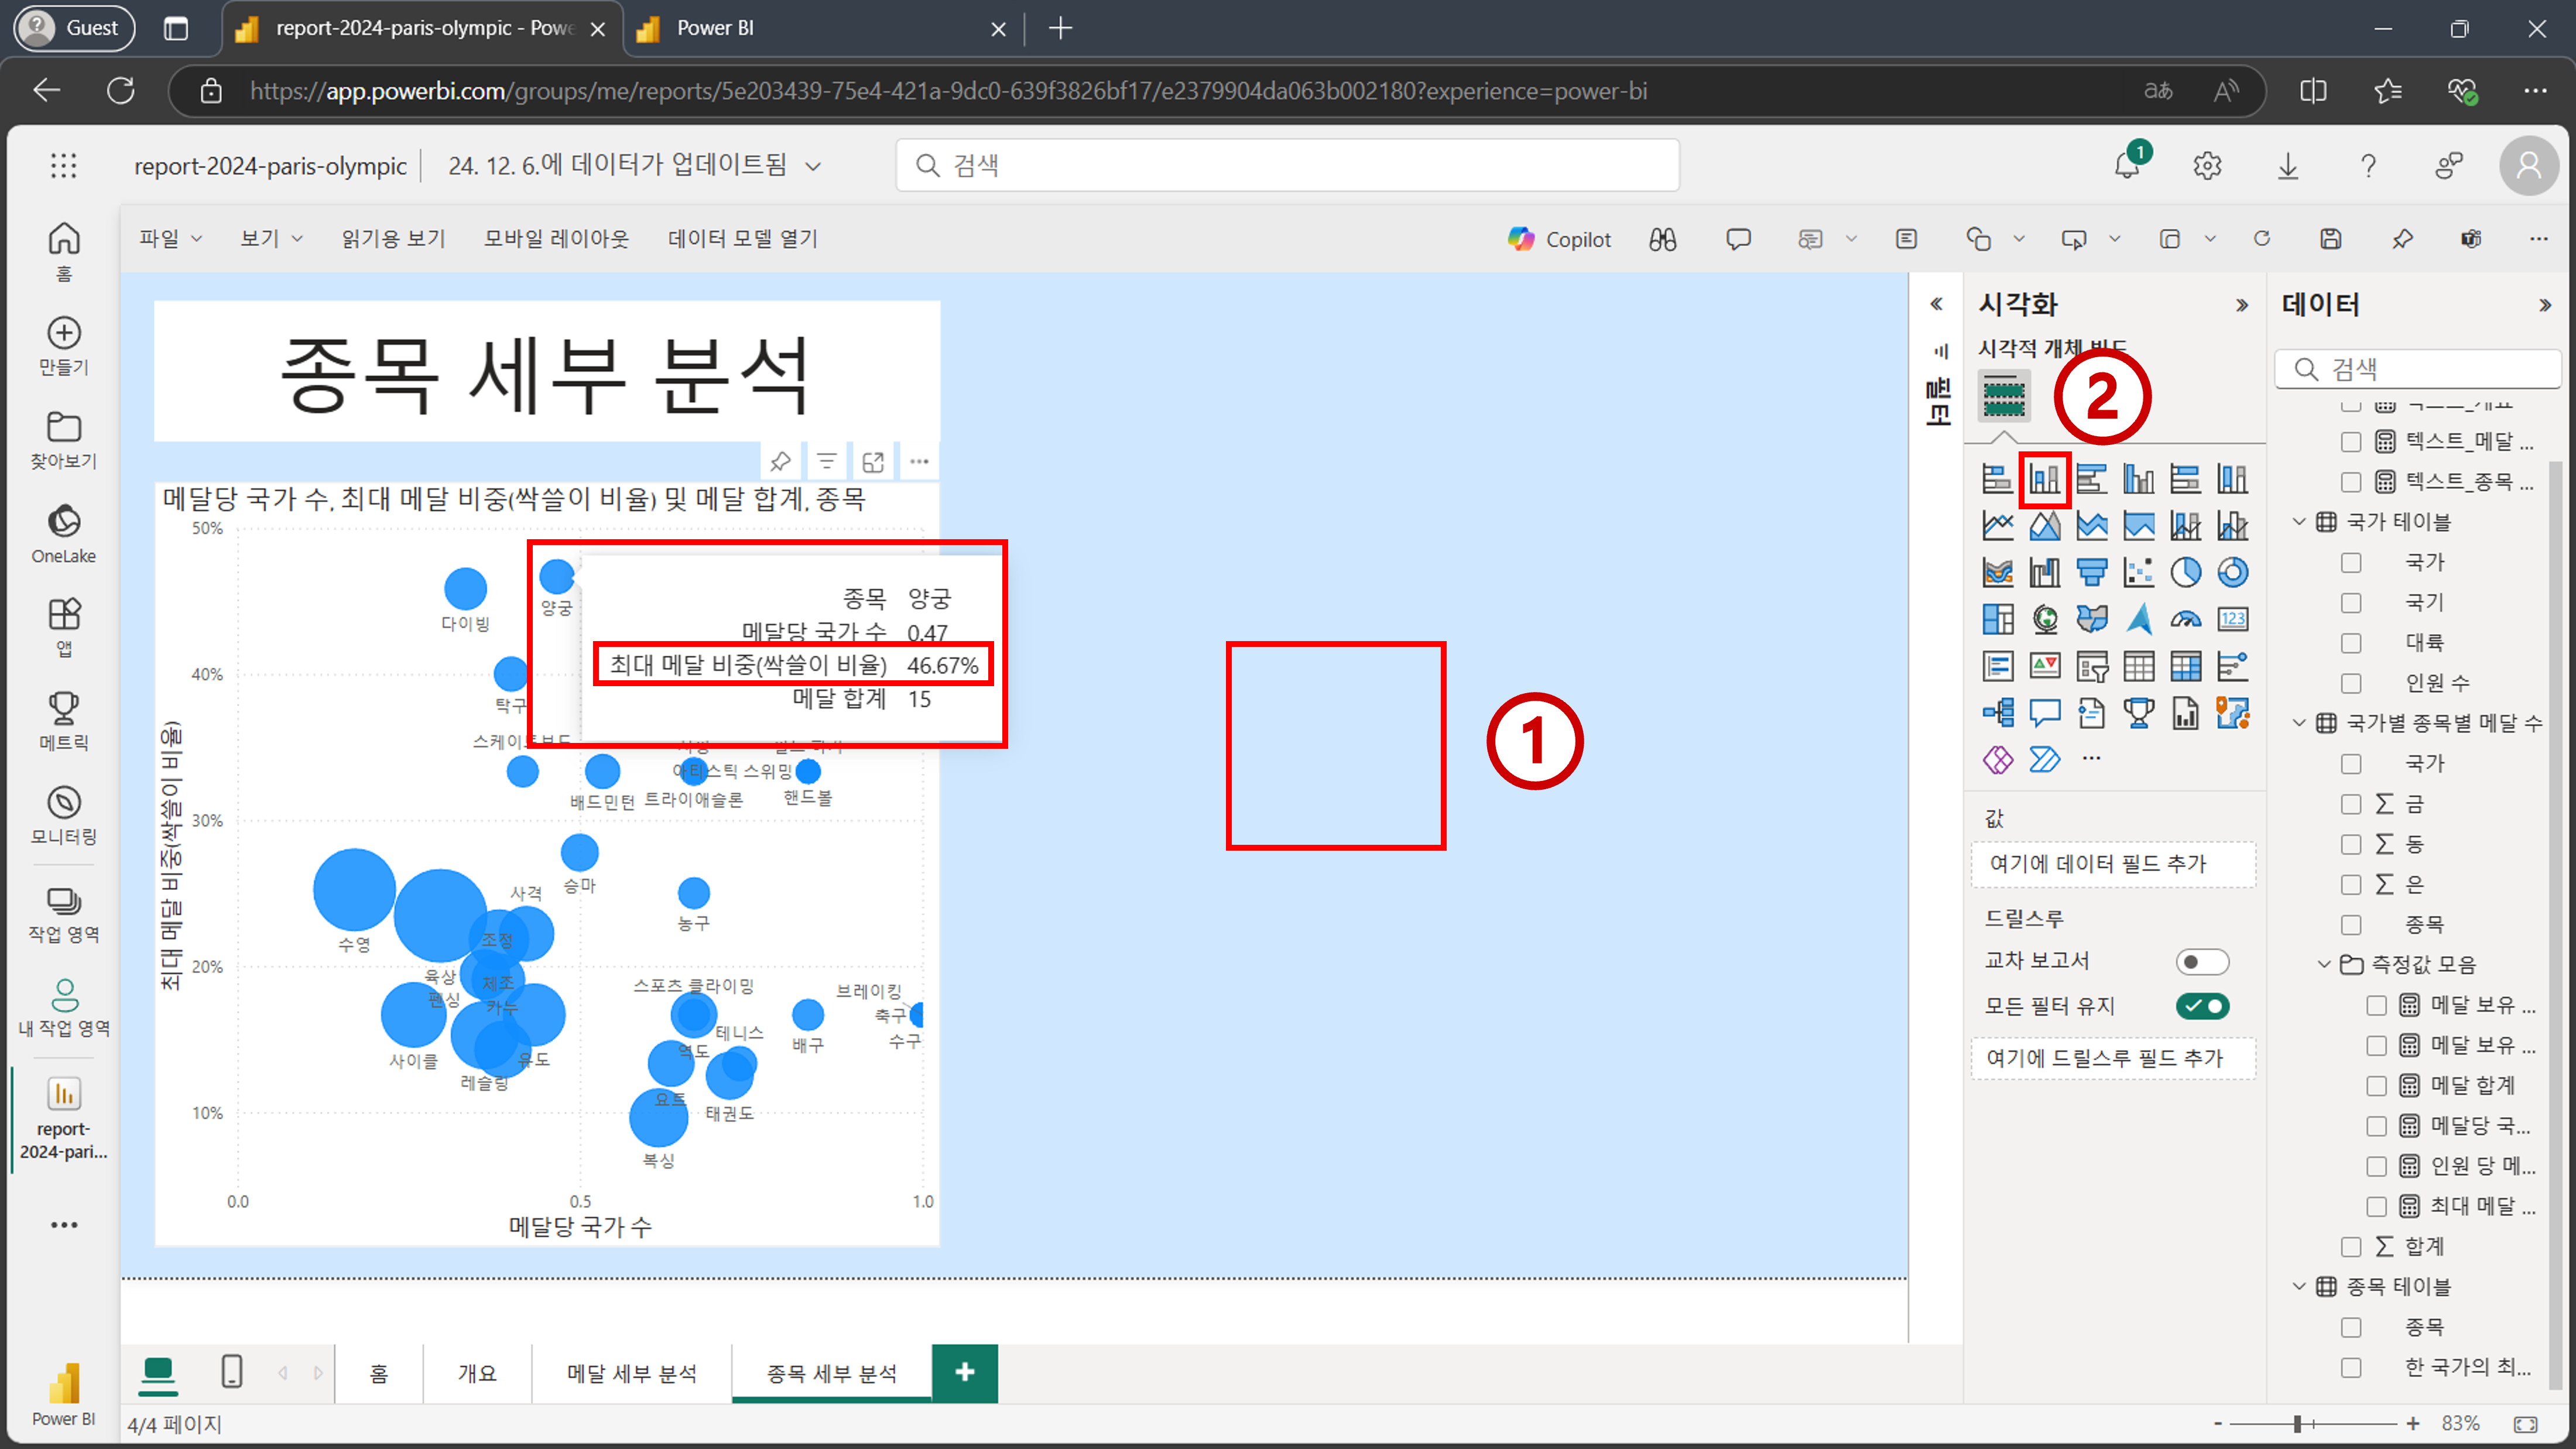 Guest
report-2024-paris-olympic - Powe
Power BI
https://app.powerbi.com/groups/me/reports/5e203439-75e4-421a-9dc0-639f3826bf17/e2379904da063b002180?experience=power-bi
report-2024-paris-olympic
24. 12. 6.에 데이터가 업데이트됨
검색
1
홈
만들기
찾아보기
OneLake
앱
메트릭
모니터링
작업 영역
내 작업 영역
report-
2024-pari...
Power BI
파일
보기
읽기용 보기
모바일 레이아웃
데이터 모델 열기
Copilot
종목 세부 분석
메달당 국가 수, 최대 메달 비중(싹쓸이 비율) 및 메달 합계, 종목
50%
40%
30%
20%
10%
최대 메달 비중(싹쓸이 비율)
0.0
0.5
1.0
메달당 국가 수
다이빙
양궁
탁구
스케이트보드
배드민턴
트라이애슬론
아티스틱 스위밍
핸드볼
승마
농구
수영
육상
사격
조정
펜싱
체조
카누
사이클
레슬링
유도
스포츠 클라이밍
역도
테니스
배구
브레이킹
축구
수구
요트
태권도
복싱
종목 양궁
메달당 국가 수 0.47
최대 메달 비중(싹쓸이 비율) 46.67%
메달 합계 15
1
2
필터
시각화
시각적 개체 빌드
123
값
여기에 데이터 필드 추가
드릴스루
교차 보고서
모든 필터 유지
여기에 드릴스루 필드 추가
데이터
검색
텍스트_개요
텍스트_메달 ...
텍스트_종목 ...
국가 테이블
국가
국기
대륙
인원 수
국가별 종목별 메달 수
국가
금
동
은
종목
측정값 모음
메달 보유 ...
메달 보유 ...
메달 합계
메달당 국...
인원 당 메...
최대 메달 ...
합계
종목 테이블
종목
한 국가의 최...
홈
개요
메달 세부 분석
종목 세부 분석
4/4 페이지
83%